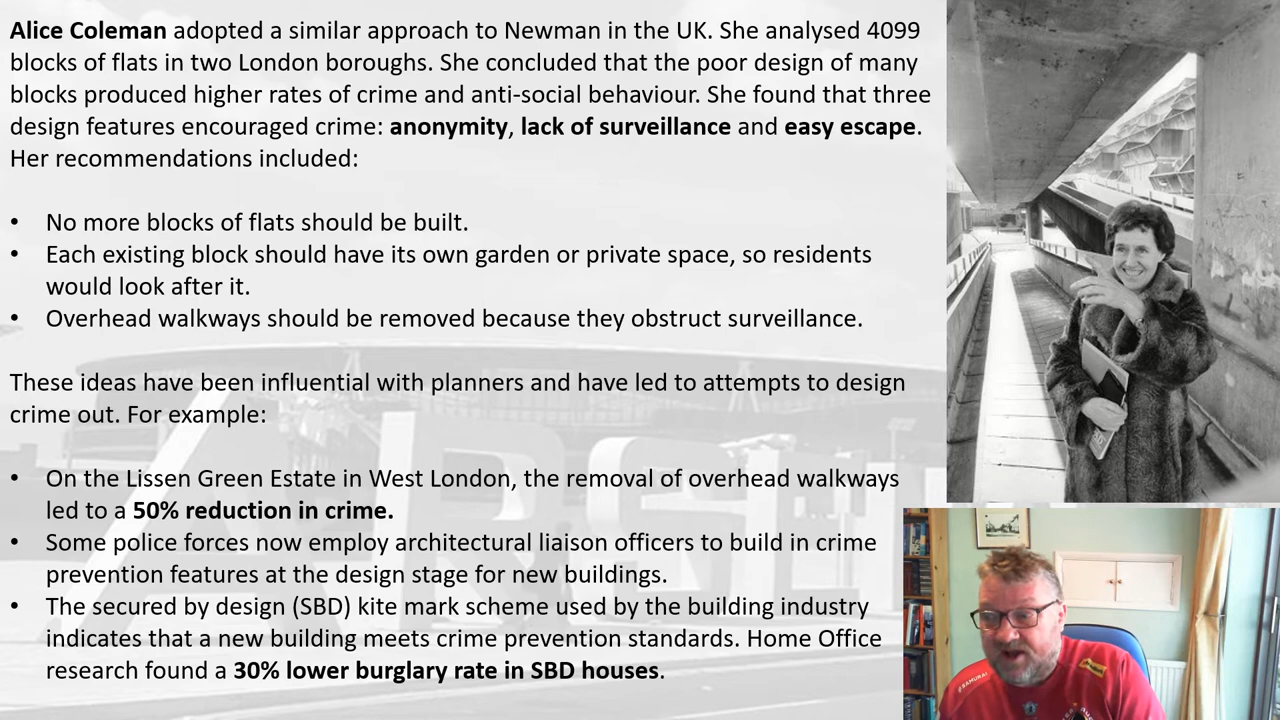 Alice Coleman adopted a similar approach to Newman in the UK. She analysed 4099
blocks of flats in two London boroughs. She concluded that the poor design of many
blocks produced higher rates of crime and anti-social behaviour. She found that three
design features encouraged crime: anonymity, lack of surveillance and easy escape.
Her recommendations included:
• No more blocks of flats should be built.
• Each existing block should have its own garden or private space, so residents
would look after it.
• Overhead walkways should be removed because they obstruct surveillance.
These ideas have been influential with planners and have led to attempts to design
crime out. For example:
• On the Lissen Green Estate in West London, the removal of overhead walkways
led to a 50% reduction in crime.
• Some police forces now employ architectural liaison officers to build in crime
prevention features at the design stage for new buildings.
• The secured by design (SBD) kite mark scheme used by the building industry
indicates that a new building meets crime prevention standards. Home Office
research found a 30% lower burglary rate in SBD houses.
SAMURAI